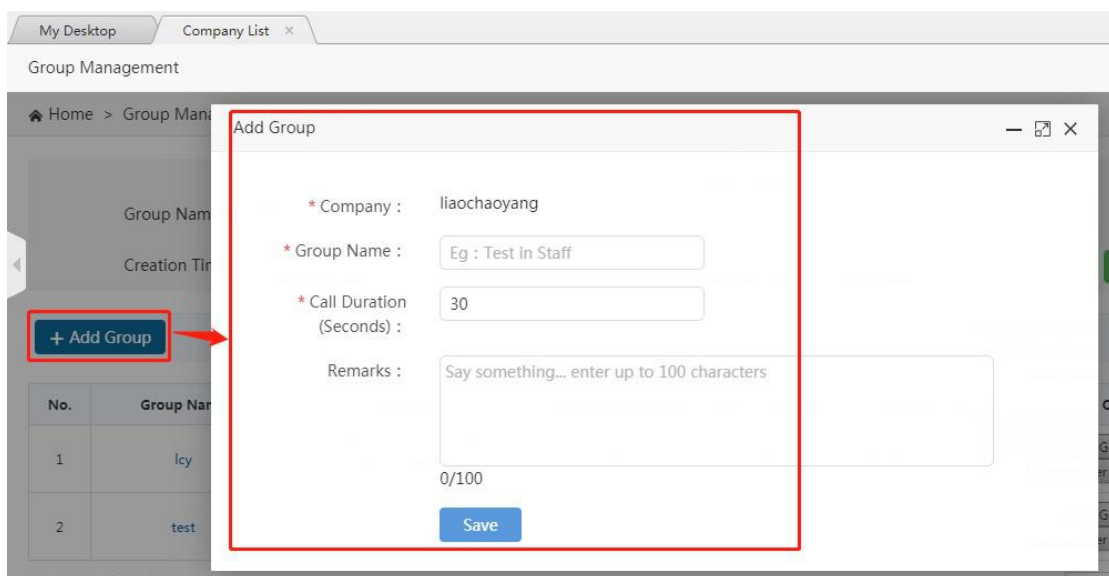 My Desktop Company List ×
Group Management
Home > Group Mana
Add Group
Group Nam
Creation Tir
* Company : liaochaoyang
* Group Name : Eg : Test in Staff
* Call Duration (Seconds) : 30
+ Add Group
Remarks : Say something... enter up to 100 characters
0/100
Save
No. Group Nar
1 lcy
2 test